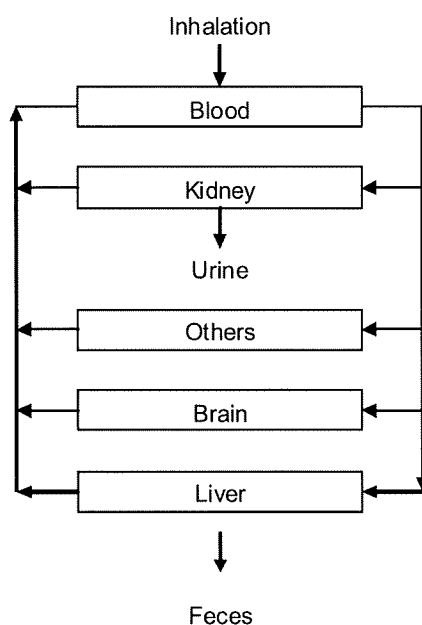 Inhalation
Blood
Kidney
Urine
Others
Brain
Liver
Feces